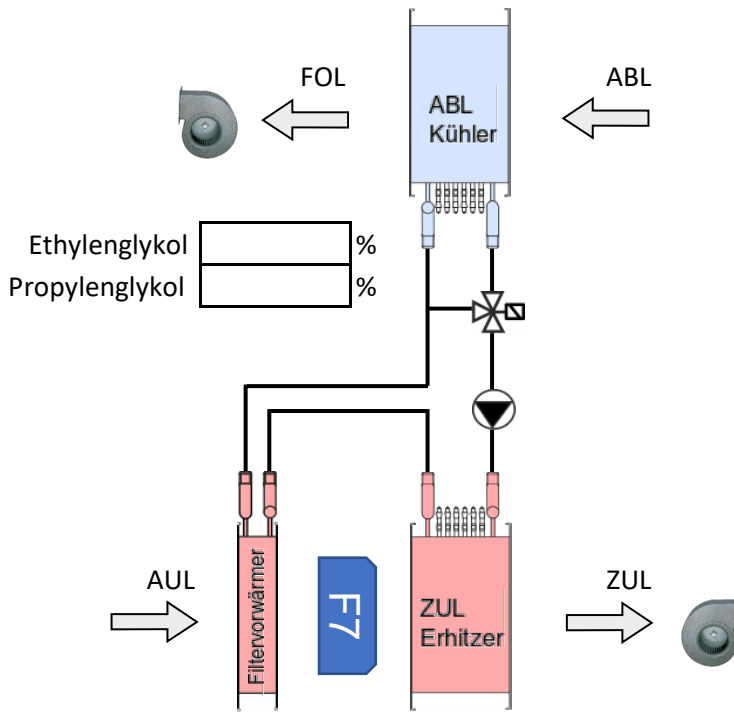 FOL
ABL
ABL
Kühler
Ethylenglykol %
Propylenglykol %
AUL
Filtervorwärmer
F7
ZUL
Erhitzer
ZUL